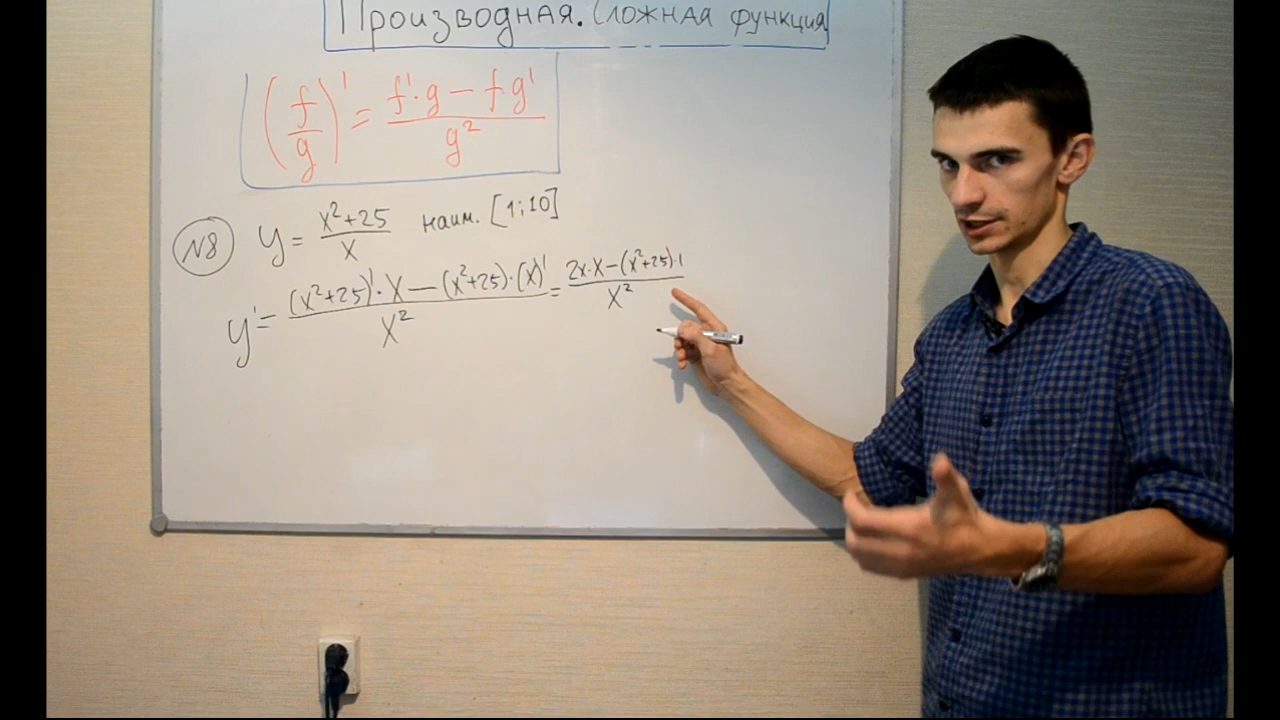 Производная. Сложная функция
(f/g)' = (f'·g − f·g')/g²
№8 y = (x²+25)/x наим. [1;10]
y' = ((x²+25)'·x − (x²+25)·(x)')/x² = (2x·x − (x²+25)·1)/x²